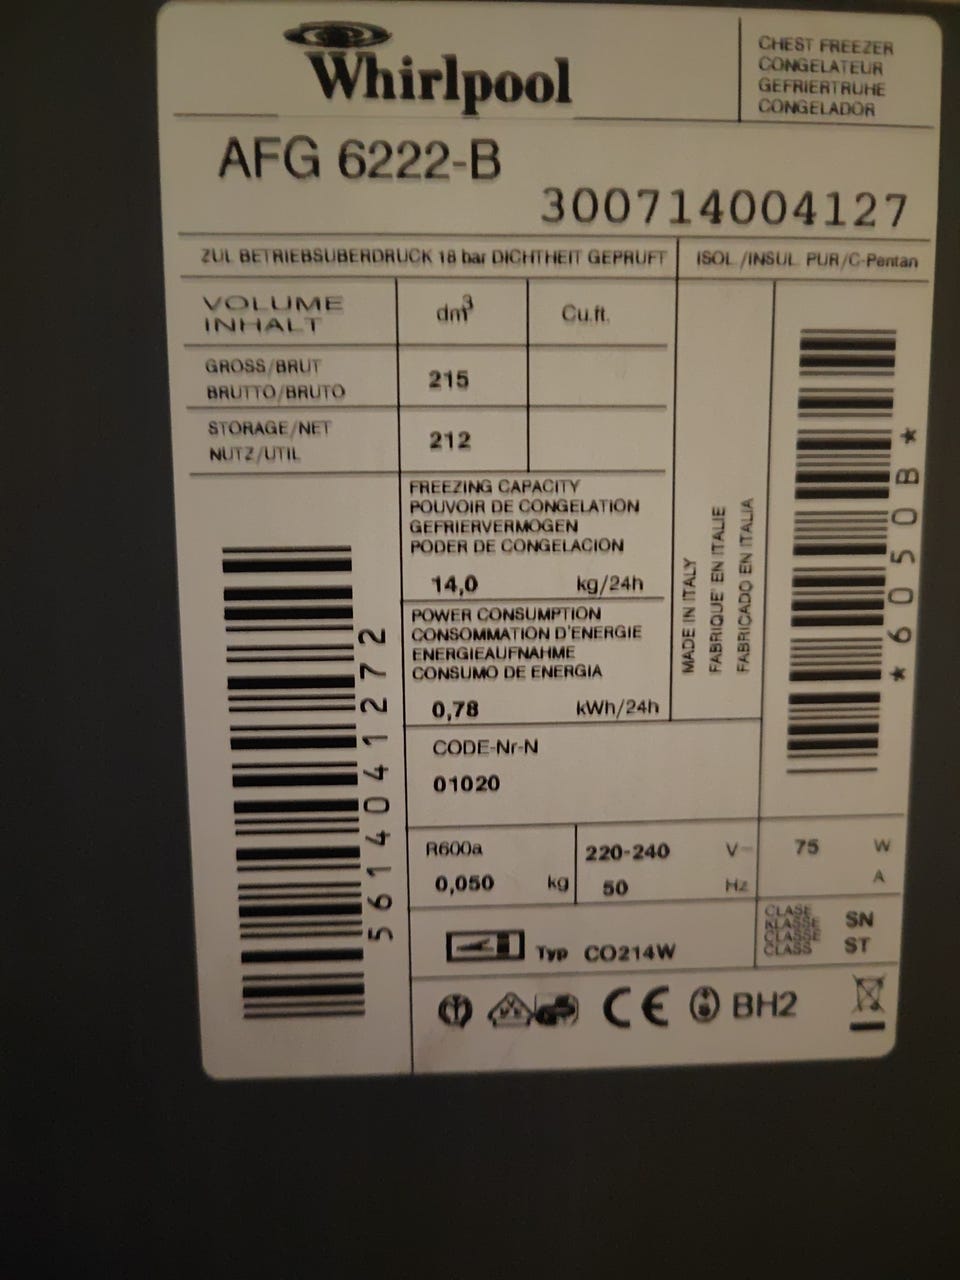 Whirlpool
CHEST FREEZER
CONGELATEUR
GEFRIERTRUHE
CONGELADOR
AFG 6222-B
300714004127
ZUL BETRIEBSUBERDRUCK 18 bar DICHTHEIT GEPRUFT
ISOL./INSUL. PUR/C-Pentan
VOLUME
INHALT
dm³
Cu.ft.
GROSS/BRUT
BRUTTO/BRUTO
215
STORAGE/NET
NUTZ/UTIL
212
FREEZING CAPACITY
POUVOIR DE CONGELATION
GEFRIERVERMOGEN
PODER DE CONGELACION
14,0 kg/24h
POWER CONSUMPTION
CONSOMMATION D'ENERGIE
ENERGIEAUFNAHME
CONSUMO DE ENERGIA
0,78 kWh/24h
MADE IN ITALY
FABRIQUE' EN ITALIE
FABRICADO EN ITALIA
*6050B*
561404041272
CODE-Nr-N
01020
R600a
0,050 kg
220-240 V~
50 Hz
75 W
A
Typ CO214W
CLASE
KLASSE
CLASSE
CLASS
SN
ST
CE
BH2